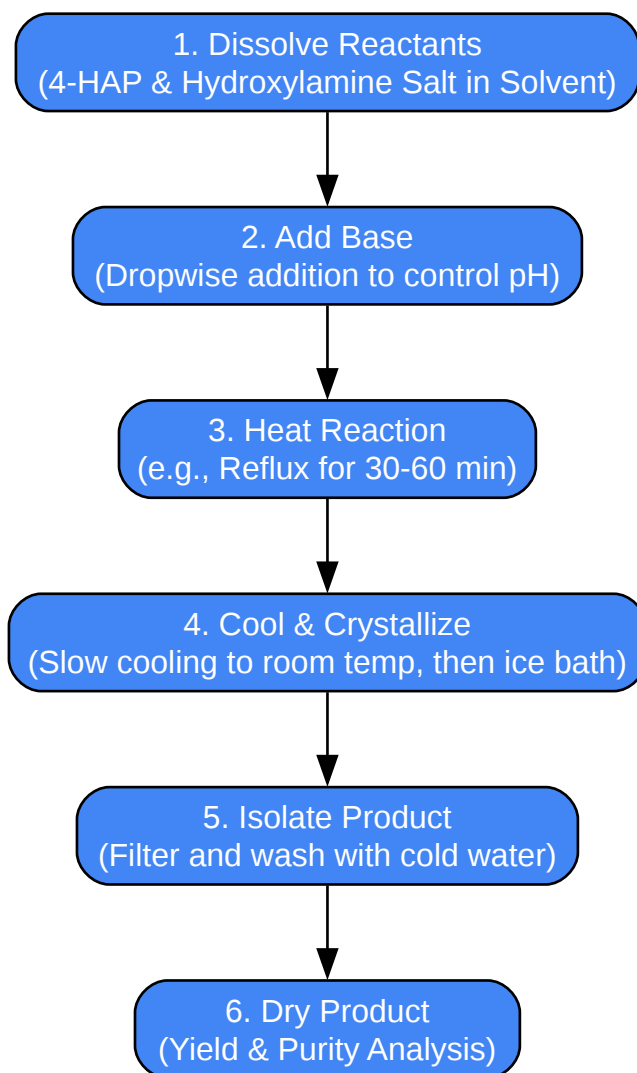 1. Dissolve Reactants
(4-HAP & Hydroxylamine Salt in Solvent)
2. Add Base
(Dropwise addition to control pH)
3. Heat Reaction
(e.g., Reflux for 30-60 min)
4. Cool & Crystallize
(Slow cooling to room temp, then ice bath)
5. Isolate Product
(Filter and wash with cold water)
6. Dry Product
(Yield & Purity Analysis)